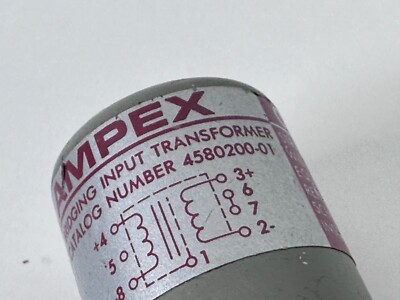 AMPEX
BRIDGING INPUT TRANSFORMER
CATALOG NUMBER 4580200-01
+4
3+
6
-5
7
2-
1
8